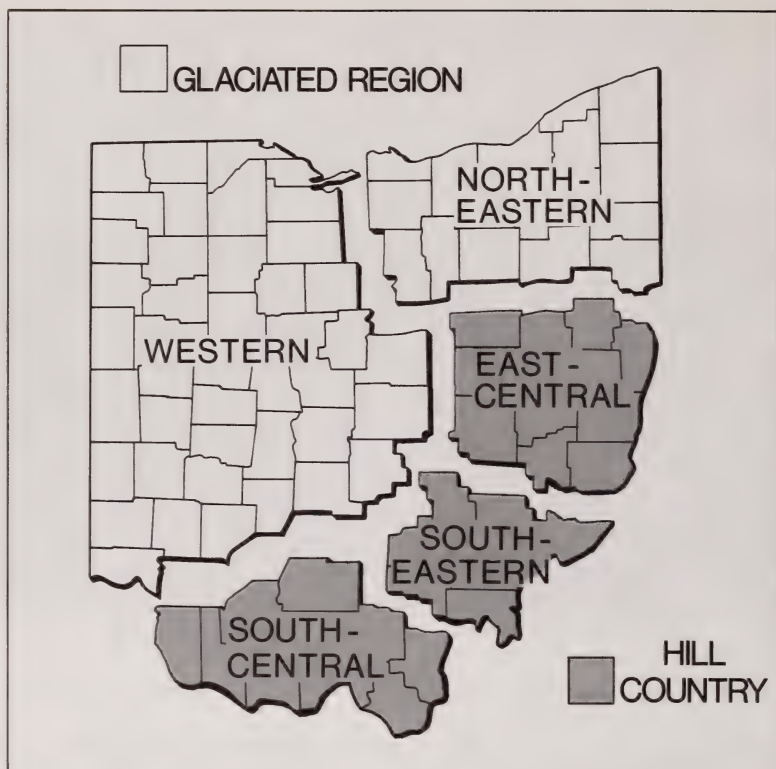 GLACIATED REGION
NORTH-
EASTERN
WESTERN
EAST-
CENTRAL
SOUTH-
EASTERN
SOUTH-
CENTRAL
HILL
COUNTRY